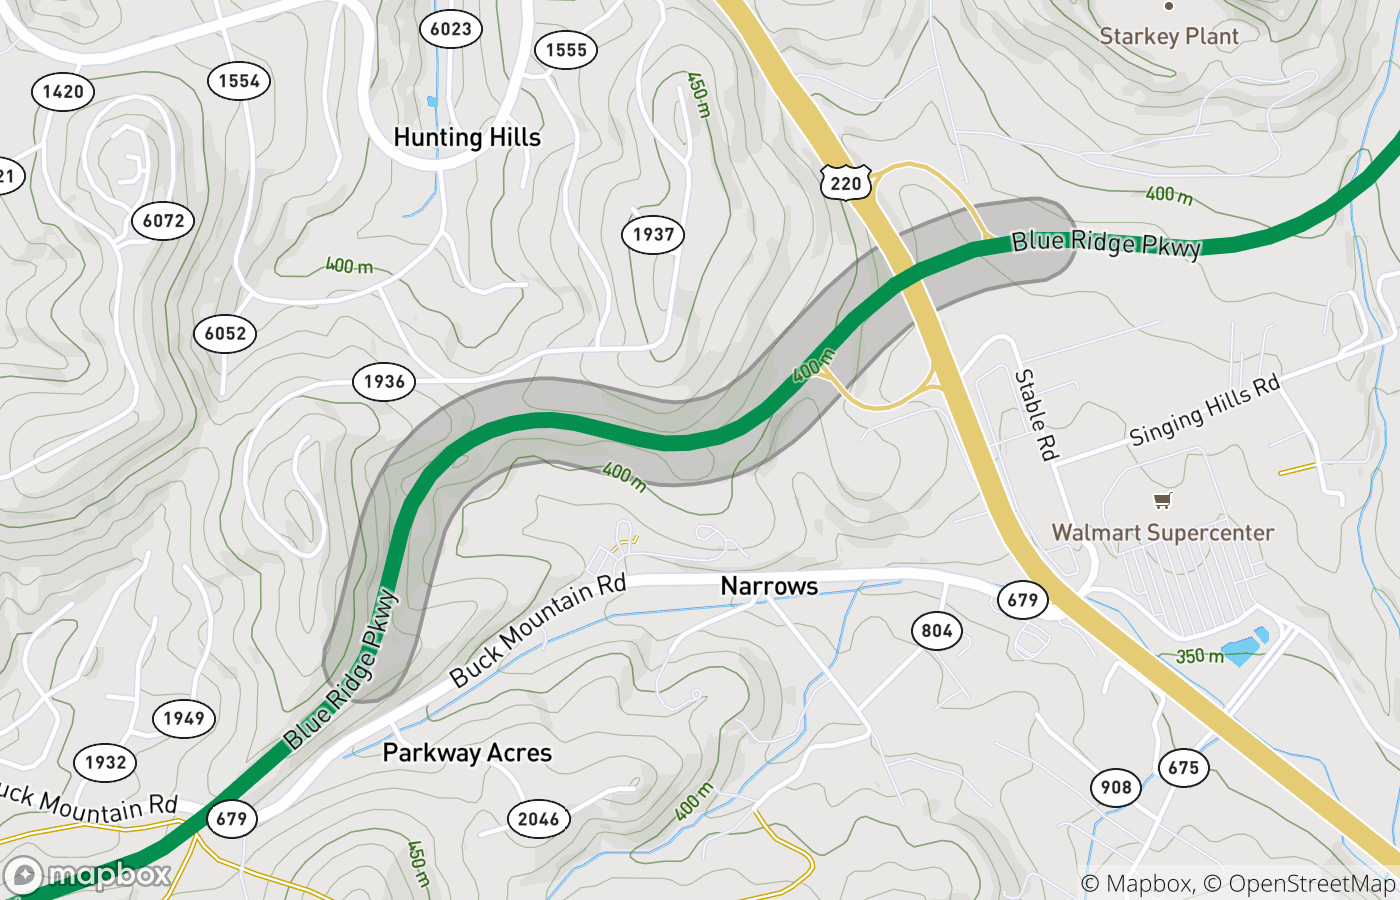 6023
1555
Starkey Plant
1420
1554
450 m
Hunting Hills
21
220
400 m
6072
1937
Blue Ridge Pkwy
400 m
6052
400 m
1936
Stable Rd
Singing Hills Rd
400 m
Walmart Supercenter
Narrows
679
Buck Mountain Rd
804
350 m
Blue Ridge Pkwy
1949
Parkway Acres
1932
675
908
400 m
uck Mountain Rd
679
2046
450 m
mapbox
© Mapbox, © OpenStreetMap